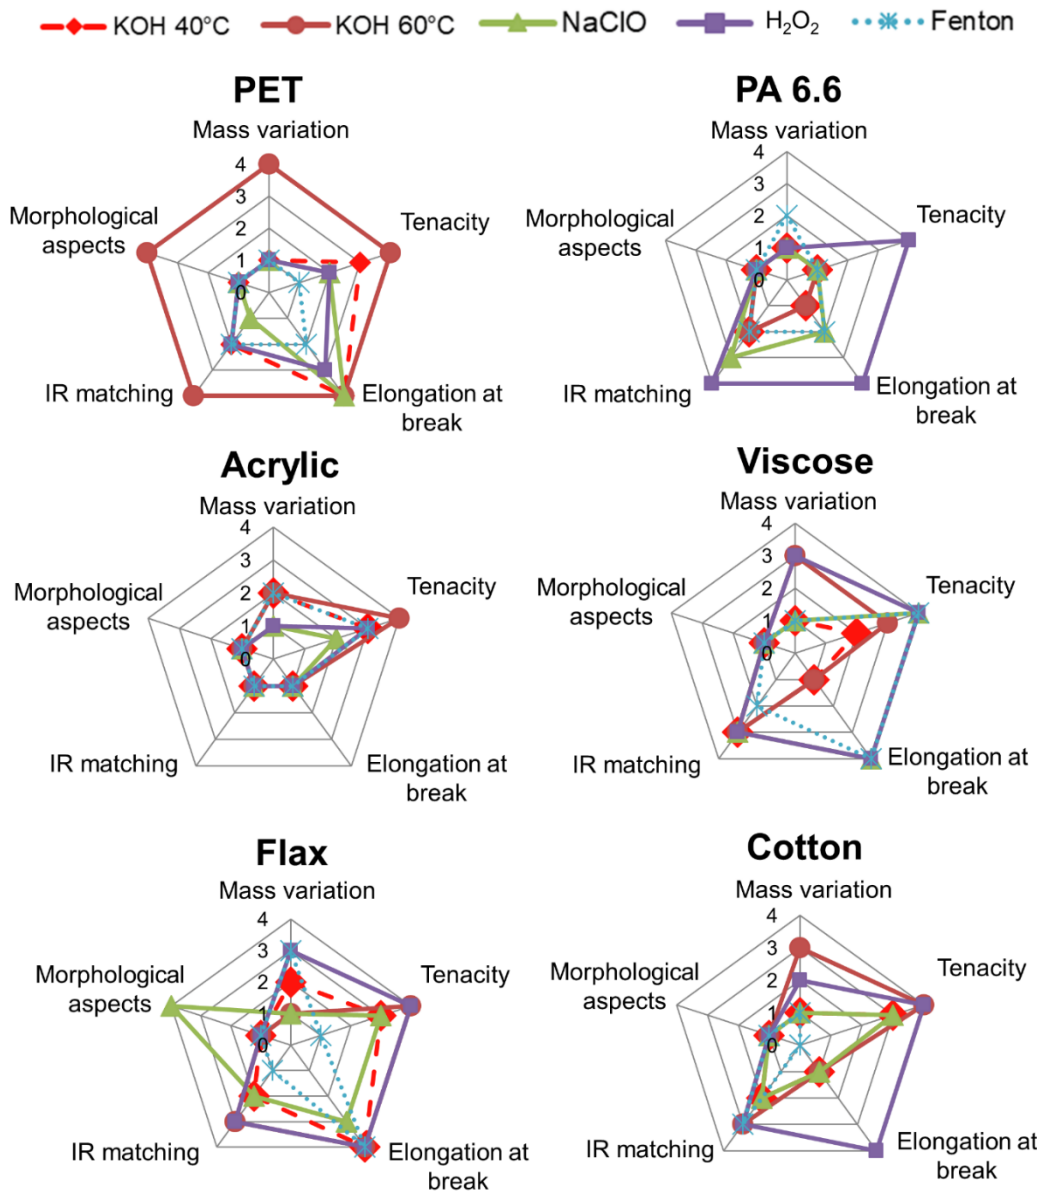 KOH 40°C KOH 60°C NaClO H₂O₂ Fenton
PET
Mass variation
4
3
2
1
0
Morphological
aspects
Tenacity
IR matching
Elongation at
break
PA 6.6
Mass variation
4
3
2
1
0
Morphological
aspects
Tenacity
IR matching
Elongation at
break
Acrylic
Mass variation
4
3
2
1
0
Morphological
aspects
Tenacity
IR matching
Elongation at
break
Viscose
Mass variation
4
3
2
1
0
Morphological
aspects
Tenacity
IR matching
Elongation at
break
Flax
Mass variation
4
3
2
1
0
Morphological
aspects
Tenacity
IR matching
Elongation at
break
Cotton
Mass variation
4
3
2
1
0
Morphological
aspects
Tenacity
IR matching
Elongation at
break